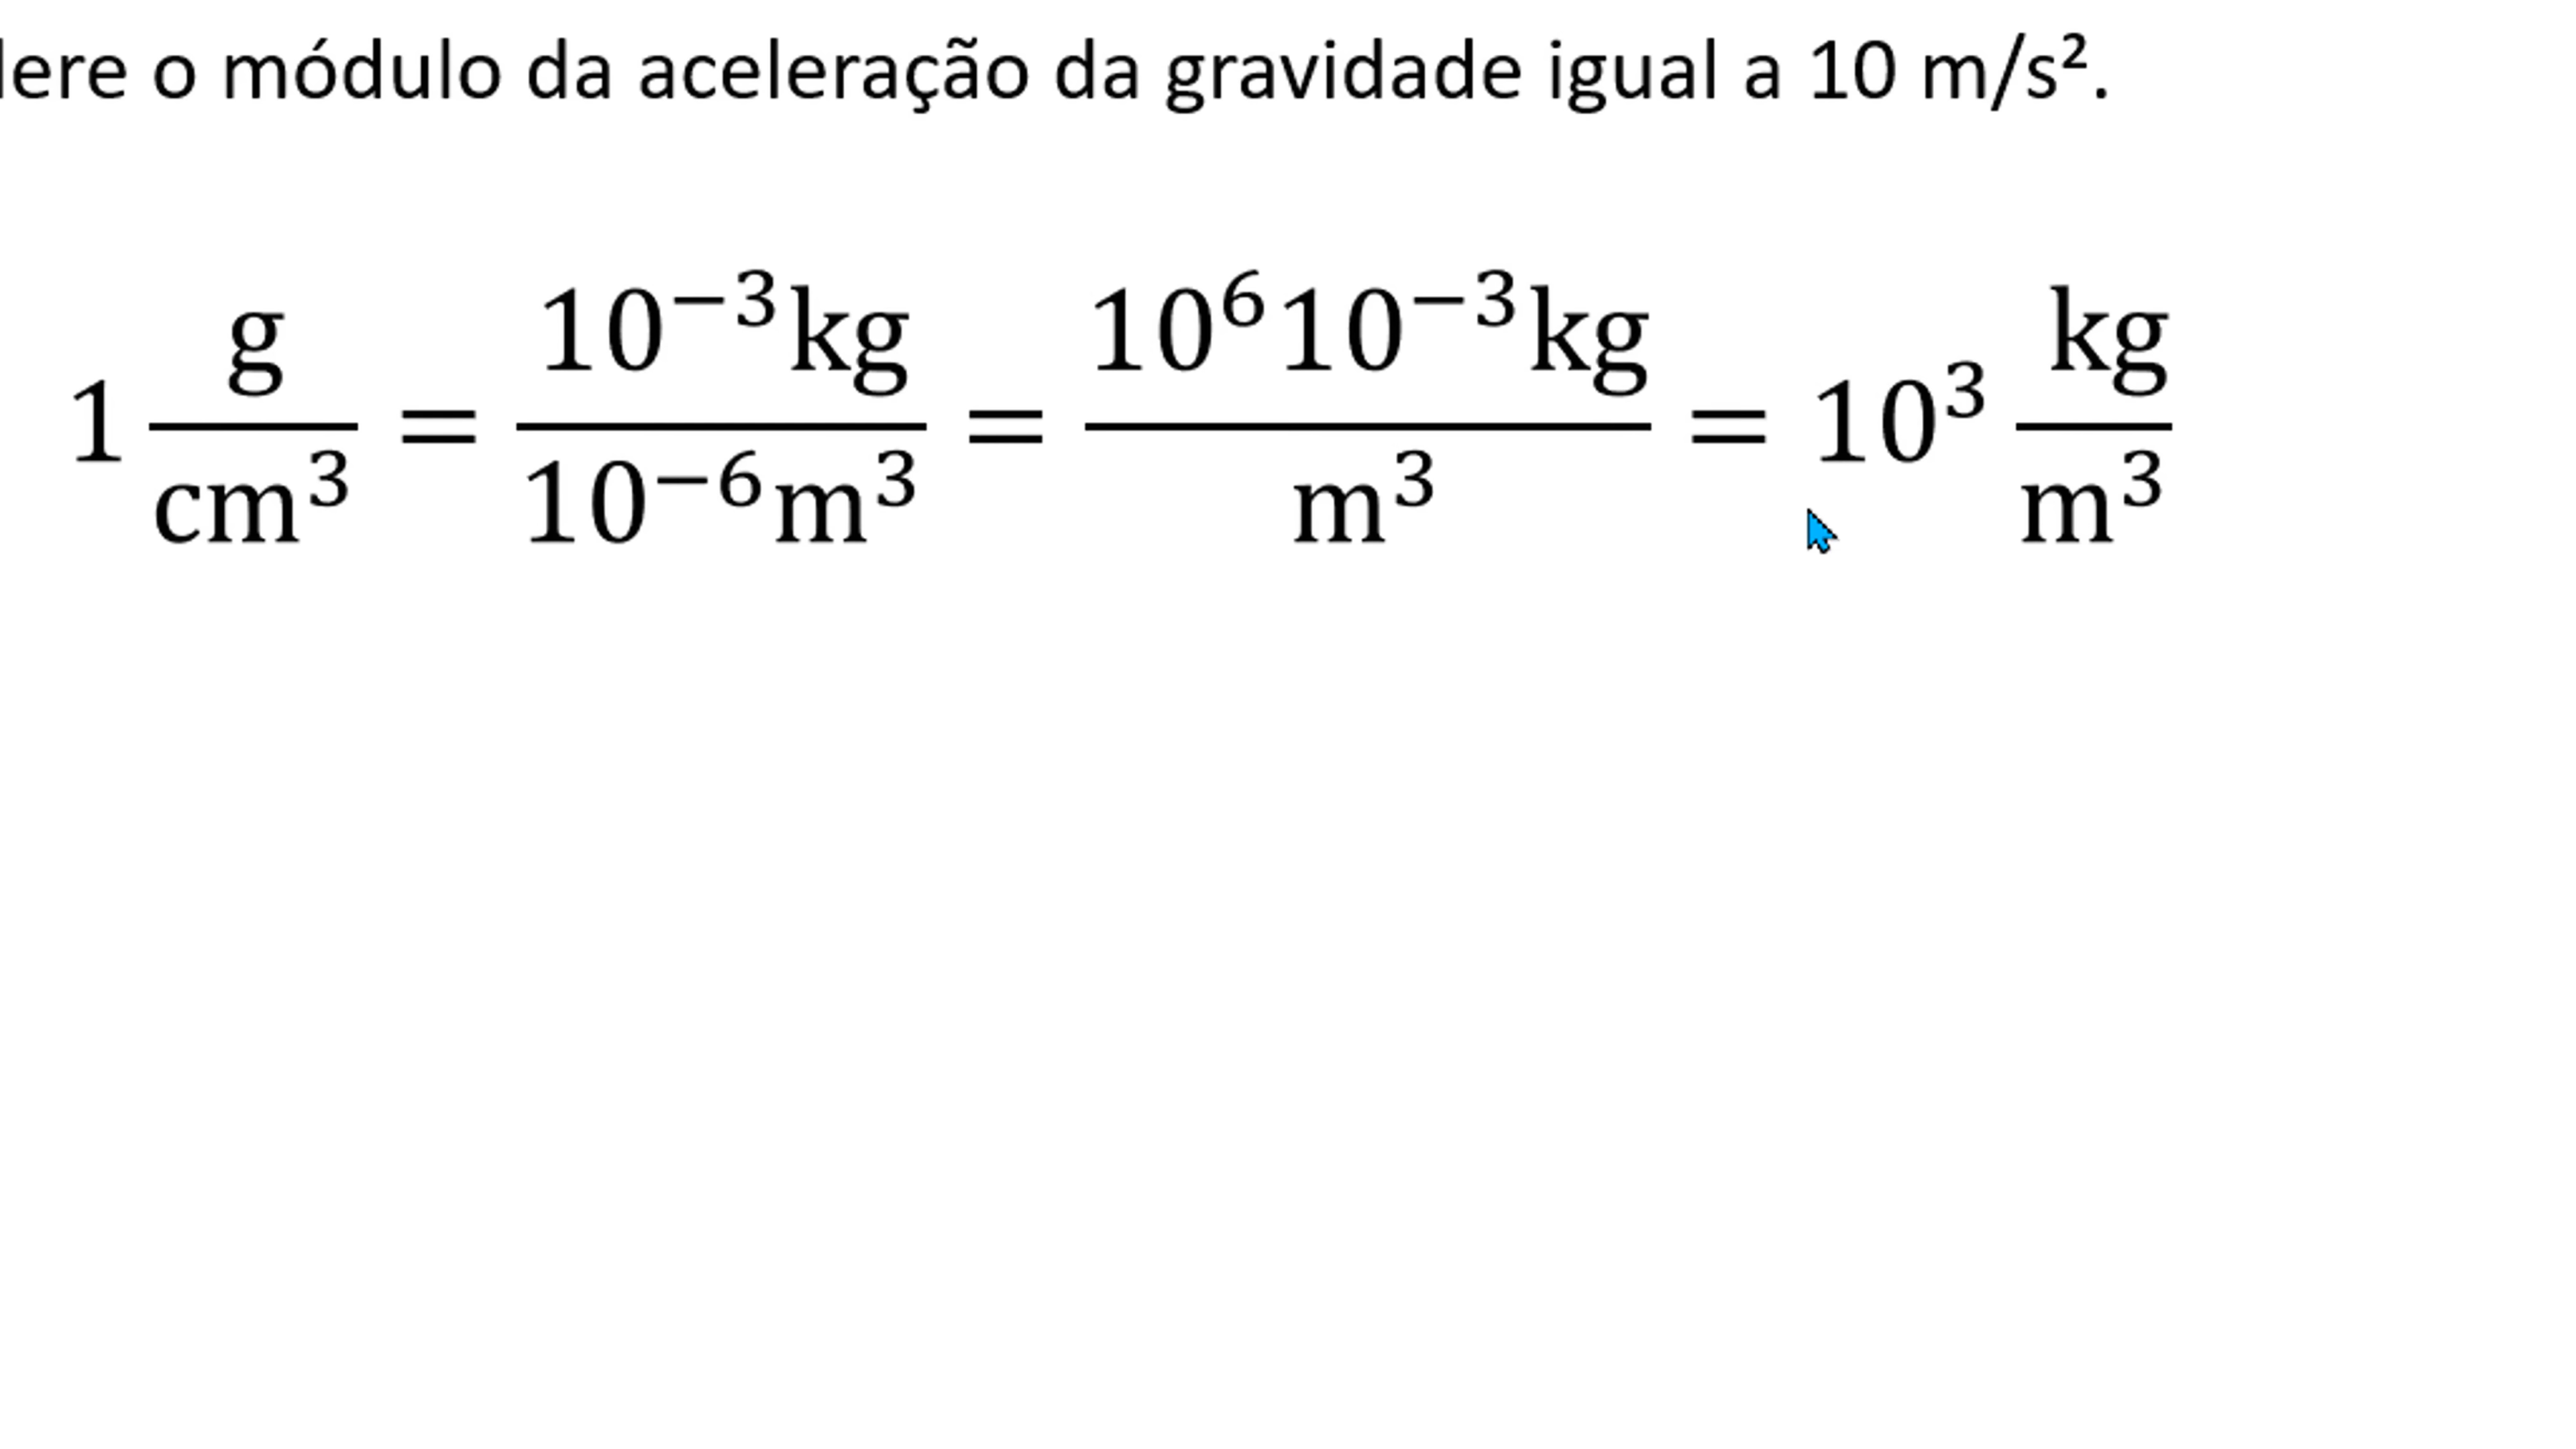 dere o módulo da aceleração da gravidade igual a 10 m/s².
1 g/cm³ = 10⁻³kg/10⁻⁶m³ = 10⁶10⁻³kg/m³ = 10³ kg/m³